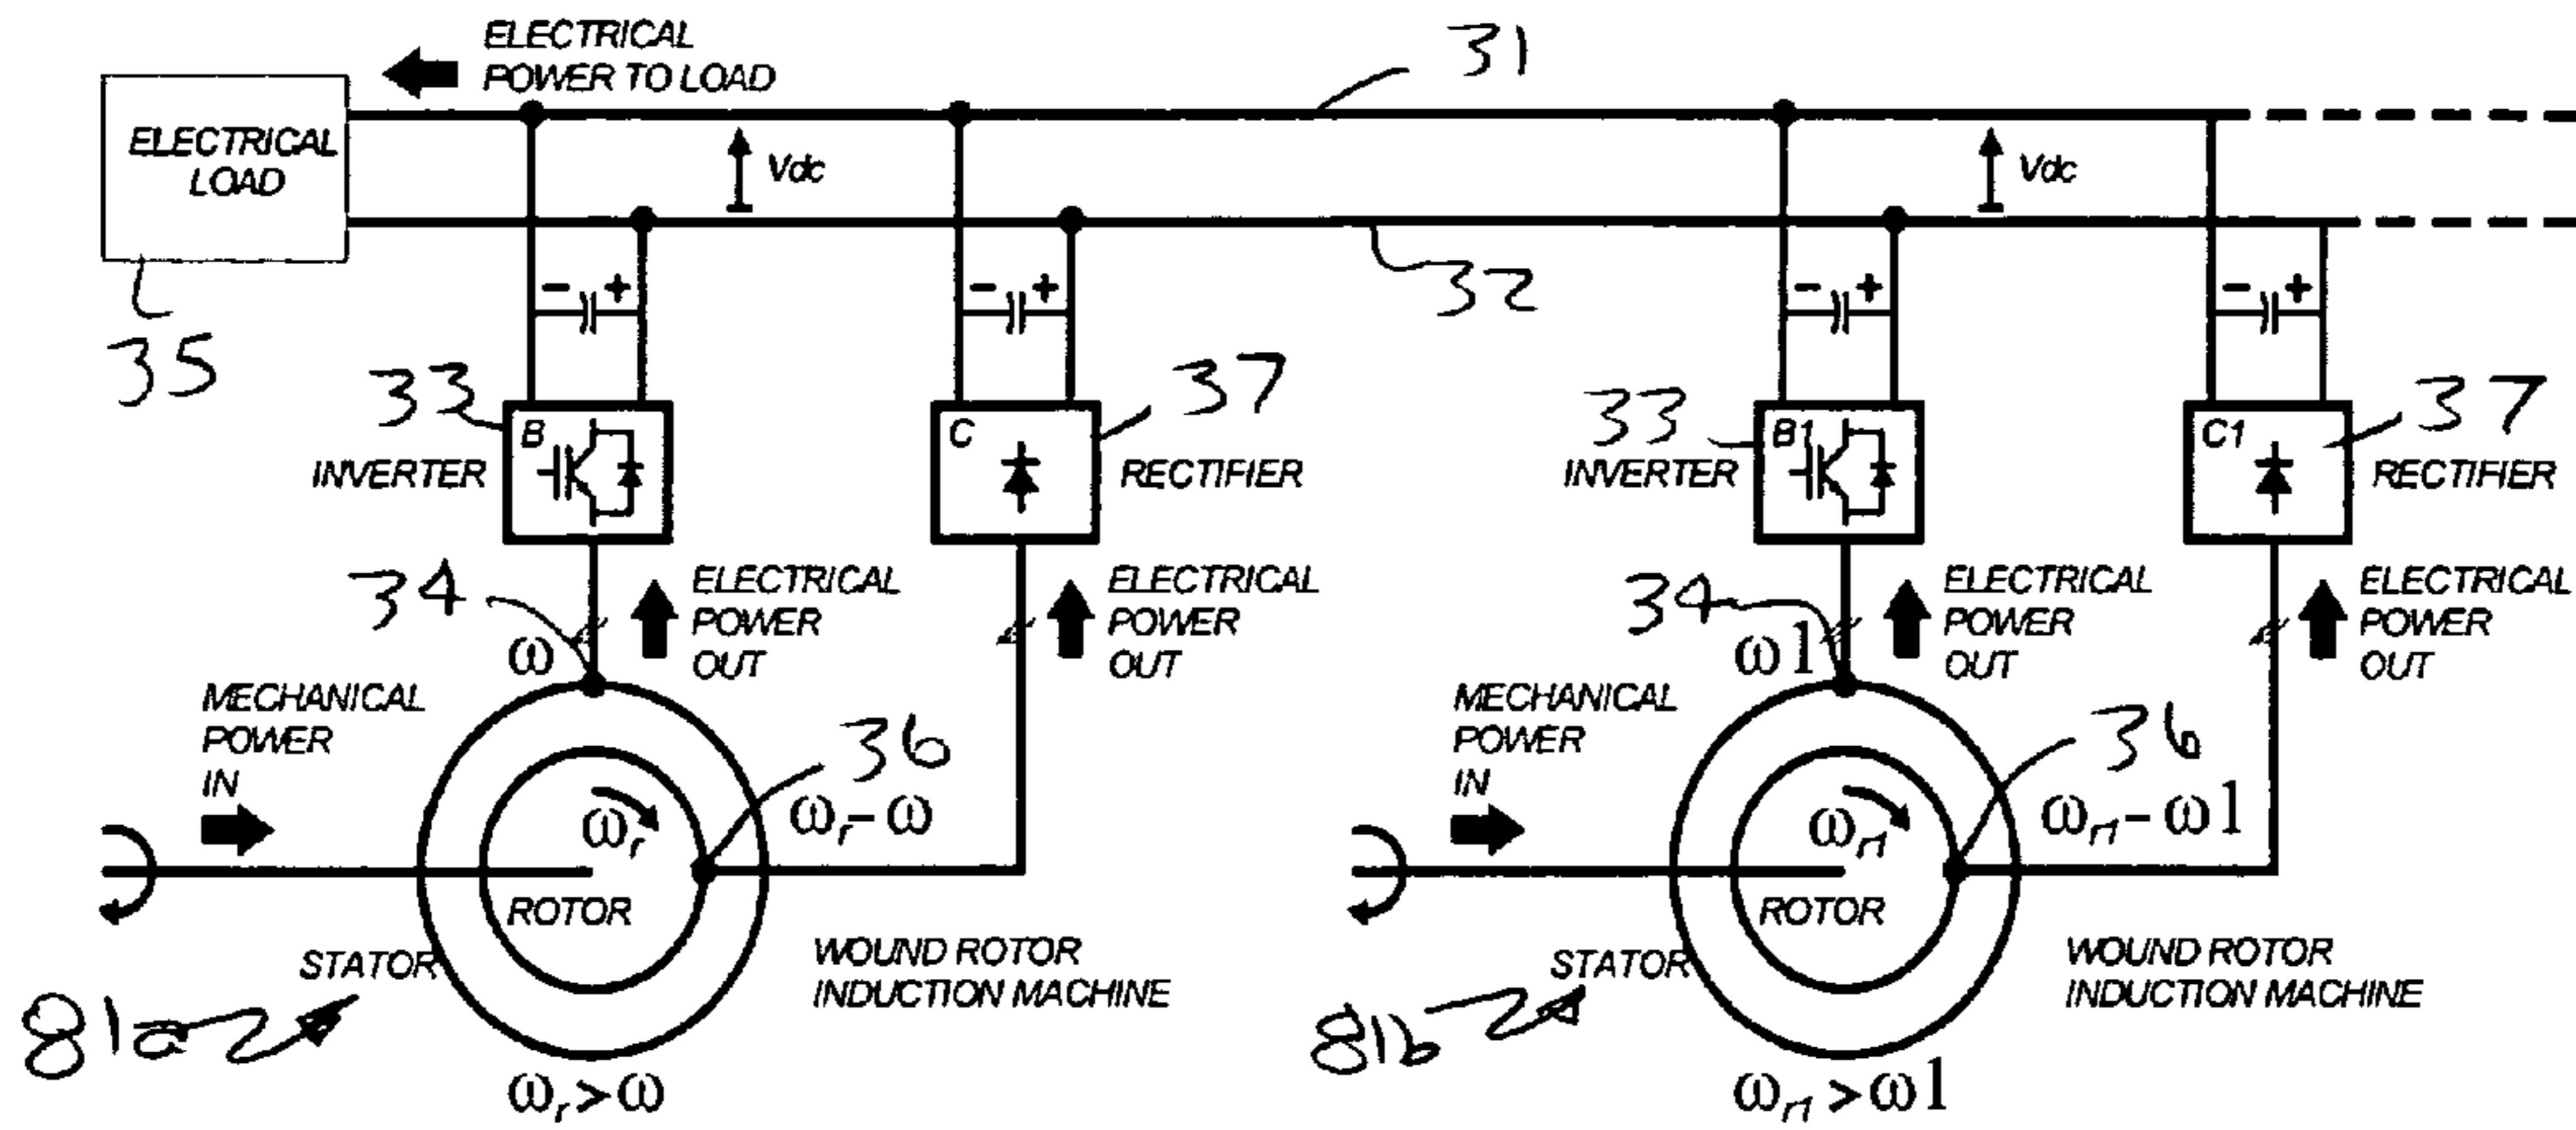 ELECTRICAL
POWER TO LOAD
31
ELECTRICAL
LOAD
Vdc
Vdc
32
35
- +
- +
- +
- +
33
B
INVERTER
C
37
RECTIFIER
33
B1
INVERTER
C1
37
RECTIFIER
34
ω
ELECTRICAL
POWER
OUT
ELECTRICAL
POWER
OUT
34
ω1
ELECTRICAL
POWER
OUT
ELECTRICAL
POWER
OUT
MECHANICAL
POWER
IN
36
ωr - ω
ωr
ROTOR
STATOR
WOUND ROTOR
INDUCTION MACHINE
81a
ωr > ω
MECHANICAL
POWER
IN
36
ωr1 - ω1
ωr1
ROTOR
STATOR
WOUND ROTOR
INDUCTION MACHINE
81b
ωr1 > ω1